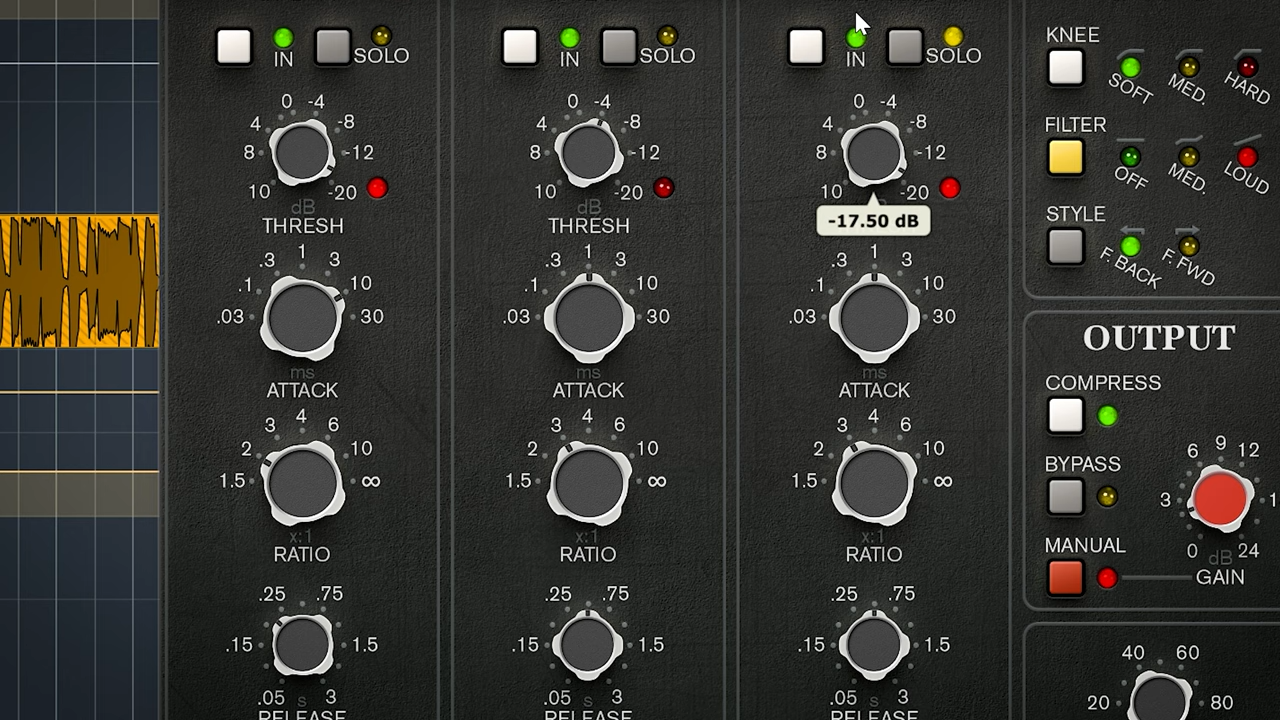 IN SOLO
0 -4
4 -8
8 -12
10 -20
dB
THRESH
1
.3 3
.1 10
.03 30
ms
ATTACK
4
3 6
2 10
1.5 ∞
x:1
RATIO
.25 .75
.15 1.5
.05 s 3
RELEASE
IN SOLO
0 -4
4 -8
8 -12
10 -20
dB
THRESH
1
.3 3
.1 10
.03 30
ms
ATTACK
4
3 6
2 10
1.5 ∞
x:1
RATIO
.25 .75
.15 1.5
.05 s 3
RELEASE
IN SOLO
0 -4
4 -8
8 -12
10 -20
-17.50 dB
THRESH
1
.3 3
.1 10
.03 30
ms
ATTACK
4
3 6
2 10
1.5 ∞
x:1
RATIO
.25 .75
.15 1.5
.05 s 3
RELEASE
KNEE
SOFT MED. HARD
FILTER
OFF MED. LOUD
STYLE
F. BACK F. FWD
OUTPUT
COMPRESS
BYPASS
MANUAL
9
6 12
3
0 dB 24
GAIN
40 60
20 80